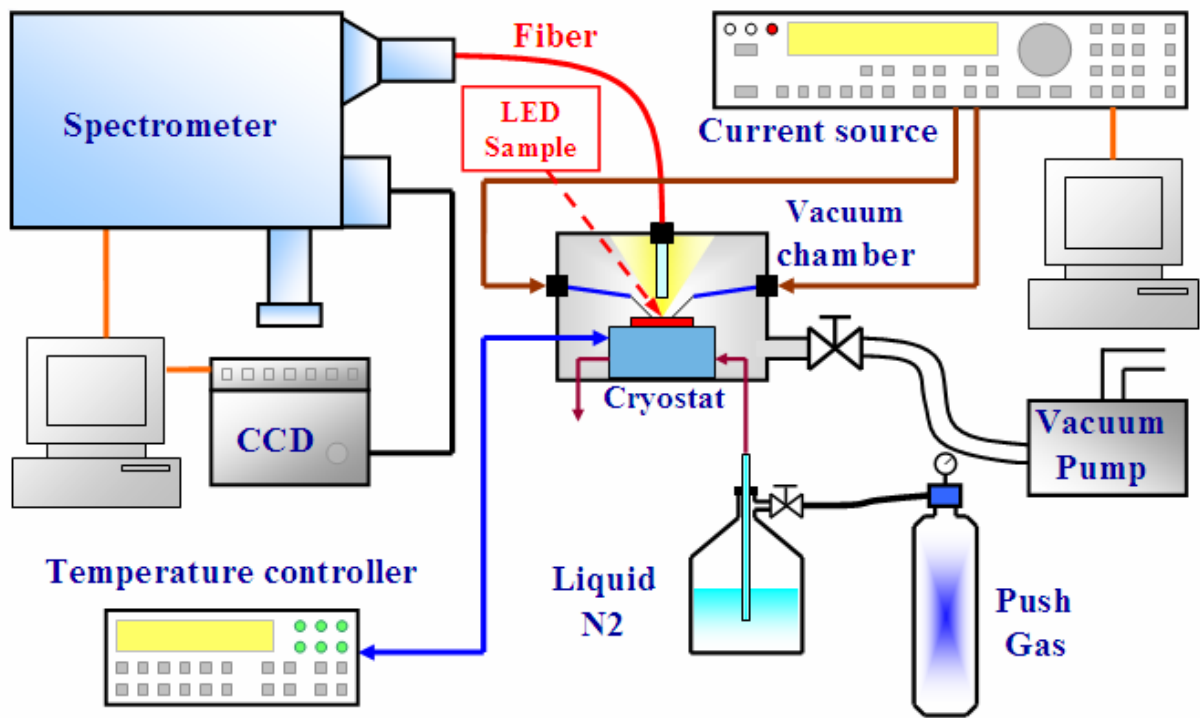 Fiber
Spectrometer
LED
Sample
Current source
Vacuum
chamber
Cryostat
CCD
Vacuum
Pump
Temperature controller
Liquid
N2
Push
Gas